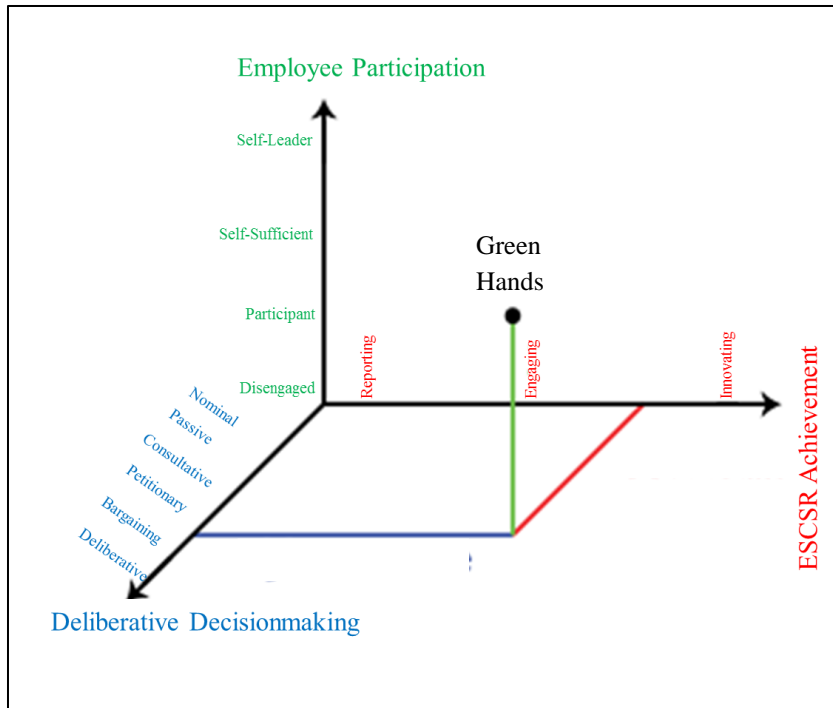 Employee Participation
Self-Leader
Self-Sufficient
Green
Hands
Participant
Disengaged
Reporting
Engaging
Innovating
ESCSR Achievement
Nominal
Passive
Consultative
Petitionary
Bargaining
Deliberative
Deliberative Decisionmaking